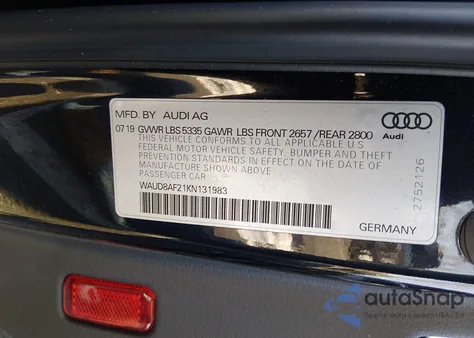 MFD. BY AUDI AG
07 19 GVWR LBS 5335 GAWR LBS FRONT 2657 /REAR 2800
THIS VEHICLE CONFORMS TO ALL APPLICABLE U.S.
FEDERAL MOTOR VEHICLE SAFETY, BUMPER AND THEFT
PREVENTION STANDARDS IN EFFECT ON THE DATE OF
MANUFACTURE SHOWN ABOVE.
PASSENGER CAR
WAUD8AF21KN131983
Audi
2752126
GERMANY
autaSnap